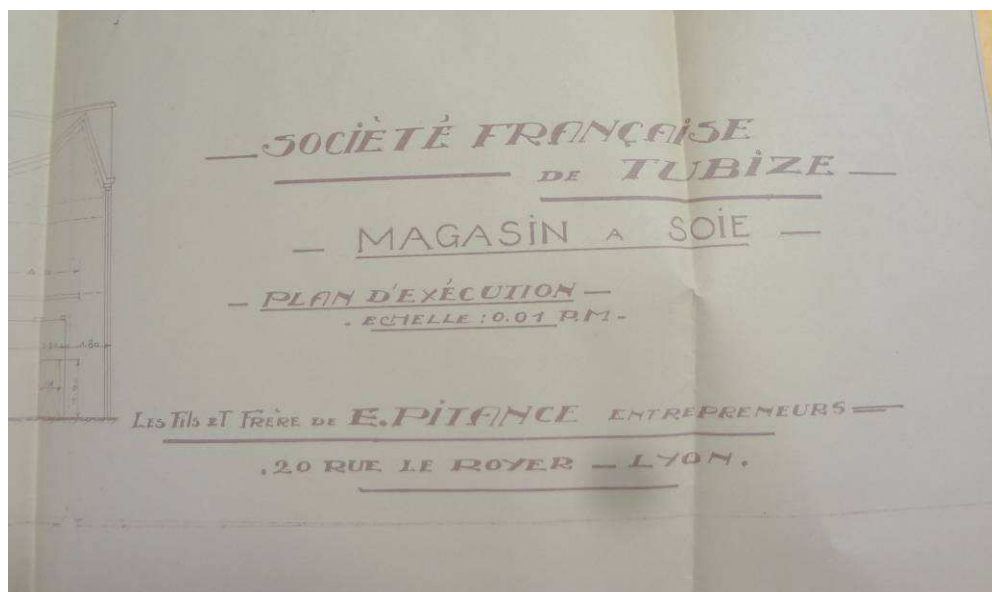 — SOCIÈTÉ FRANÇAISE
DE TUBIZE —
— MAGASIN A SOIE —
— PLAN D'EXÉCUTION —
- ECHELLE : 0.01 P.M -
LES FILS ET FRÈRE DE E. PITANCE ENTREPRENEURS —
. 20 RUE LE ROYER — LYON .